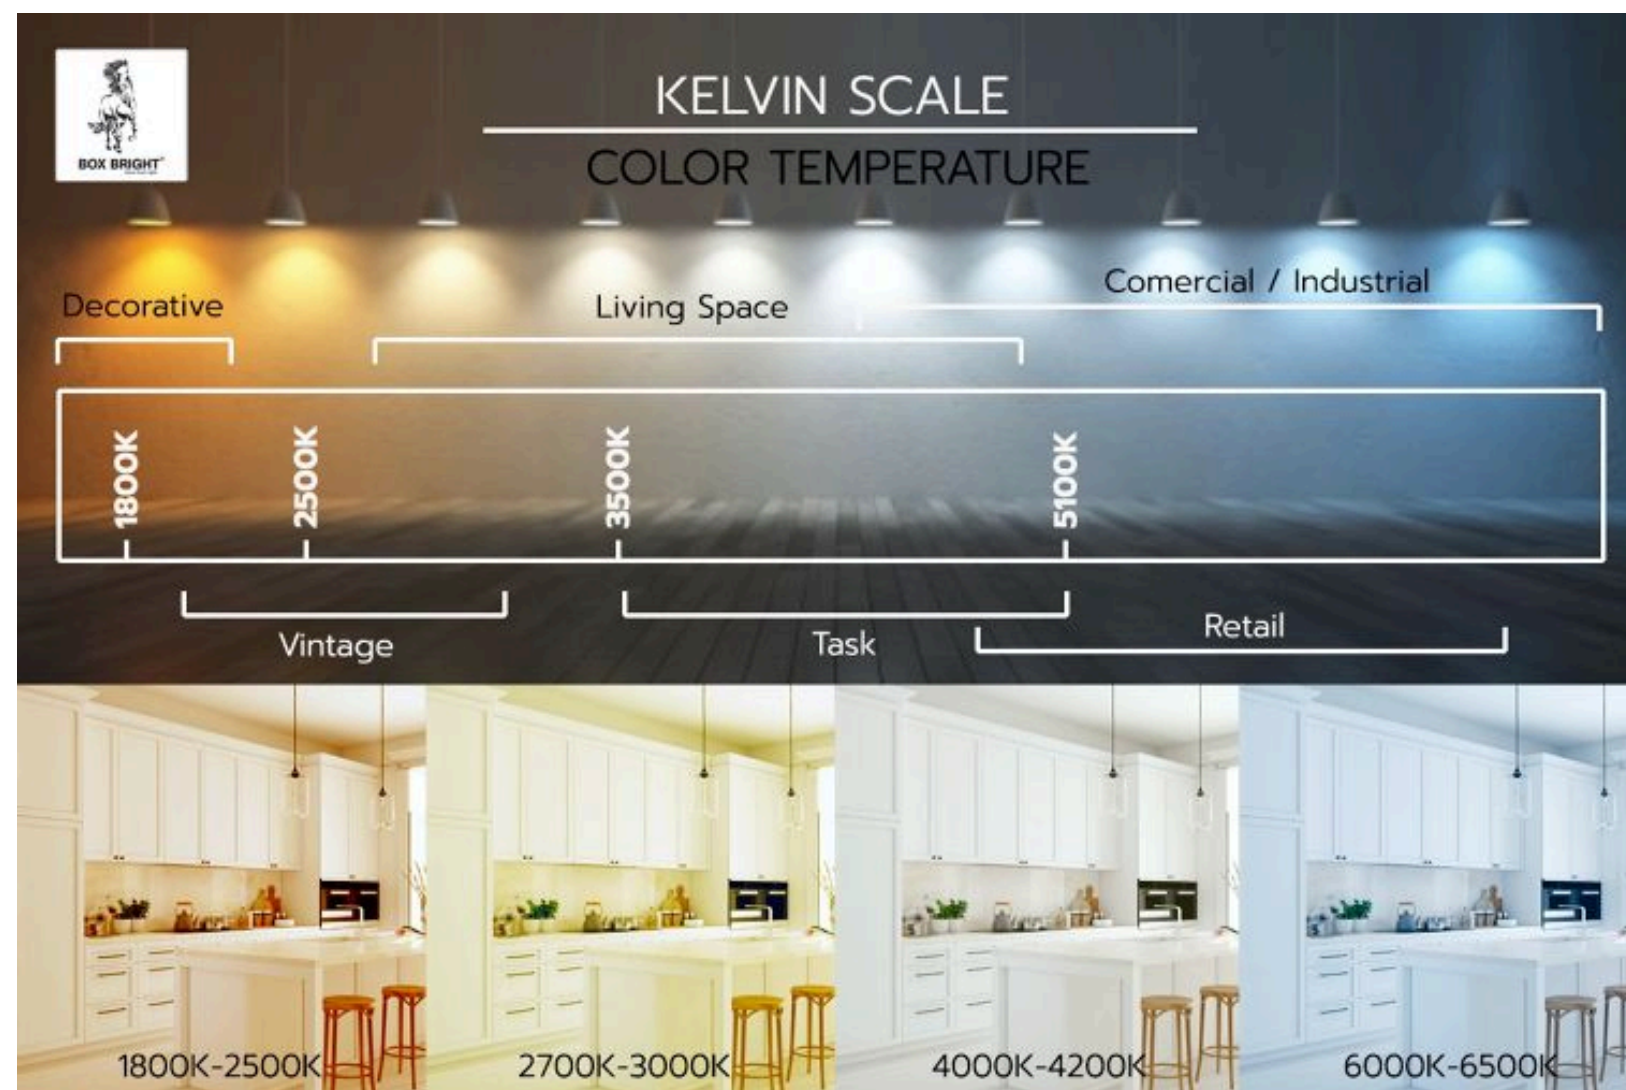 BOX BRIGHT
KELVIN SCALE
COLOR TEMPERATURE
Decorative
Living Space
Comercial / Industrial
1800K
2500K
3500K
5100K
Vintage
Task
Retail
1800K-2500K
2700K-3000K
4000K-4200K
6000K-6500K